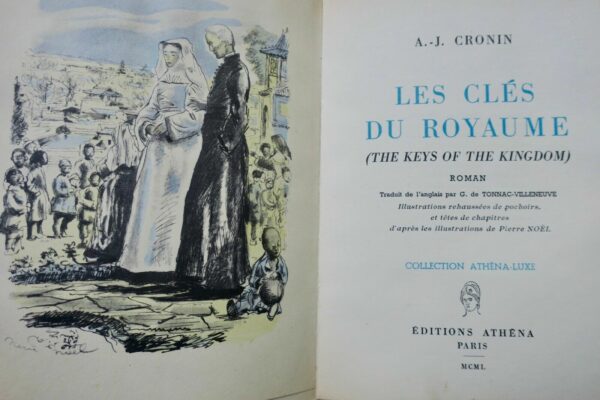 A.-J. CRONIN
LES CLÉS
DU ROYAUME
(THE KEYS OF THE KINGDOM)
ROMAN
Traduit de l'anglais par G. de TONNAC-VILLENEUVE
Illustrations rehaussées de pochoirs,
et têtes de chapitres
d'après les illustrations de Pierre NOËL
COLLECTION ATHÉNA-LUXE
ÉDITIONS ATHÉNA
PARIS
MCML